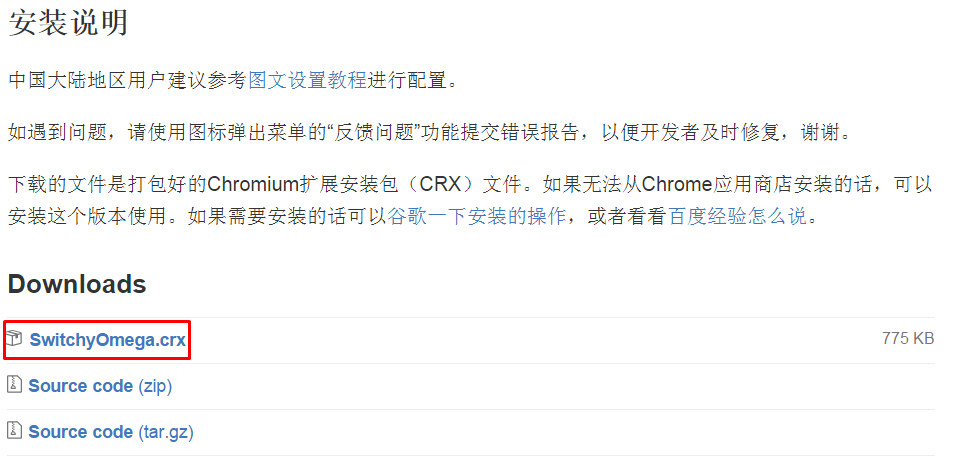 安装说明
中国大陆地区用户建议参考图文设置教程进行配置。
如遇到问题，请使用图标弹出菜单的“反馈问题”功能提交错误报告，以便开发者及时修复，谢谢。
下载的文件是打包好的Chromium扩展安装包（CRX）文件。如果无法从Chrome应用商店安装的话，可以
安装这个版本使用。如果需要安装的话可以谷歌一下安装的操作，或者看看百度经验怎么说。
Downloads
SwitchyOmega.crx 775 KB
Source code (zip)
Source code (tar.gz)